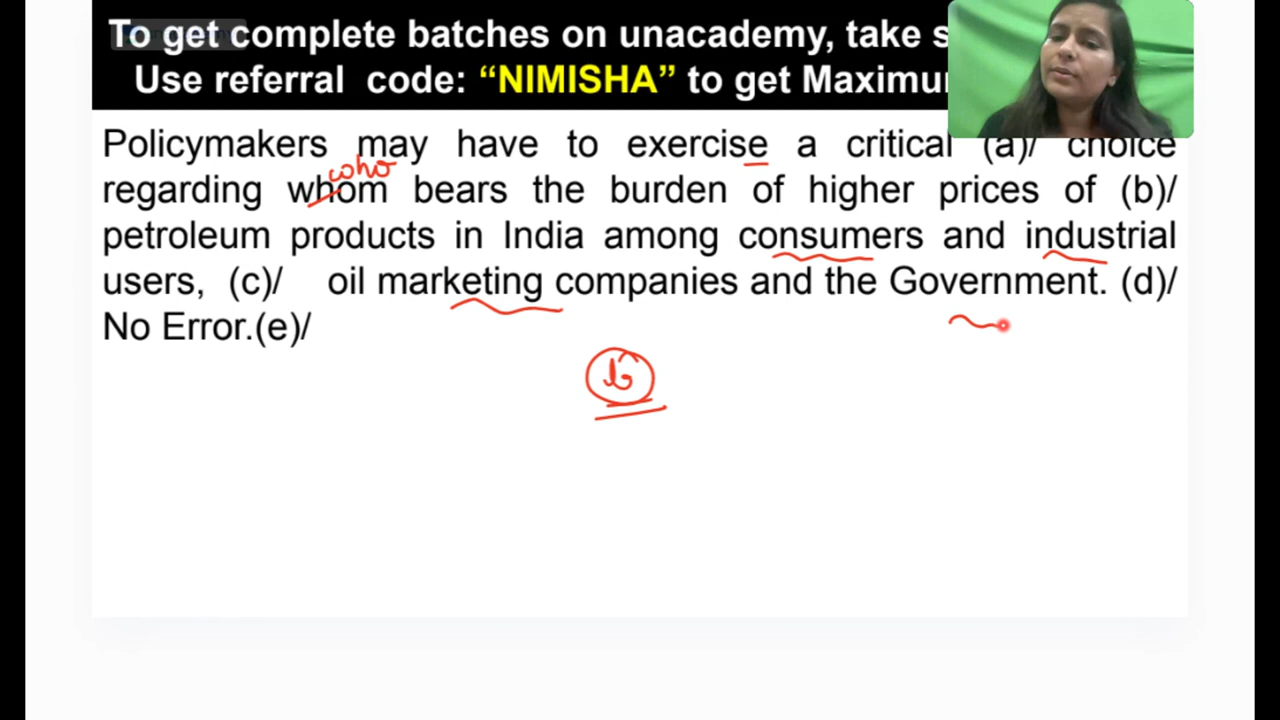 To get complete batches on unacademy, take s
Use referral code: “NIMISHA” to get Maximu
Policymakers may have to exercise a critical (a)/ choice
who
regarding whom bears the burden of higher prices of (b)/
petroleum products in India among consumers and industrial
users, (c)/ oil marketing companies and the Government. (d)/
No Error.(e)/
b